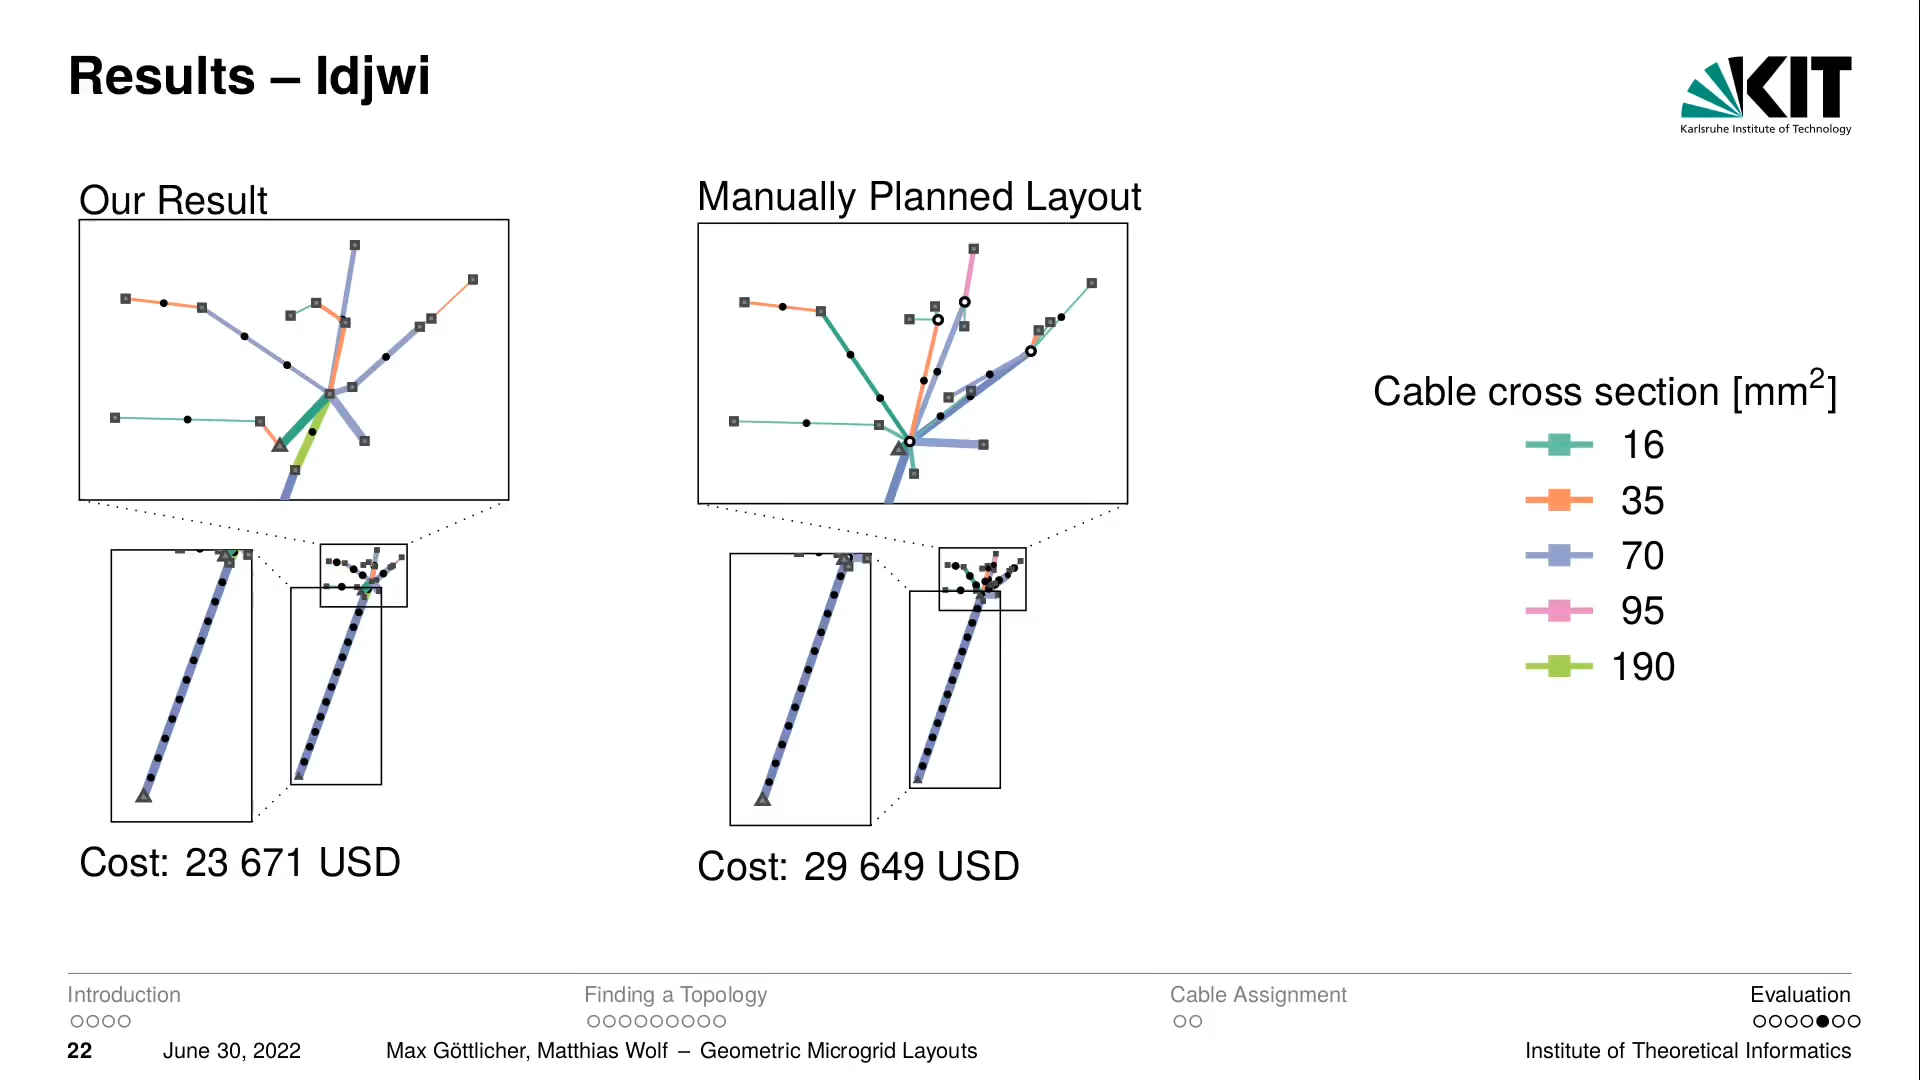 Results – Idjwi
KIT
Karlsruhe Institute of Technology
Our Result
Manually Planned Layout
Cable cross section [mm²]
16
35
70
95
190
Cost: 23 671 USD
Cost: 29 649 USD
Introduction
Finding a Topology
Cable Assignment
Evaluation
22 June 30, 2022 Max Göttlicher, Matthias Wolf – Geometric Microgrid Layouts Institute of Theoretical Informatics